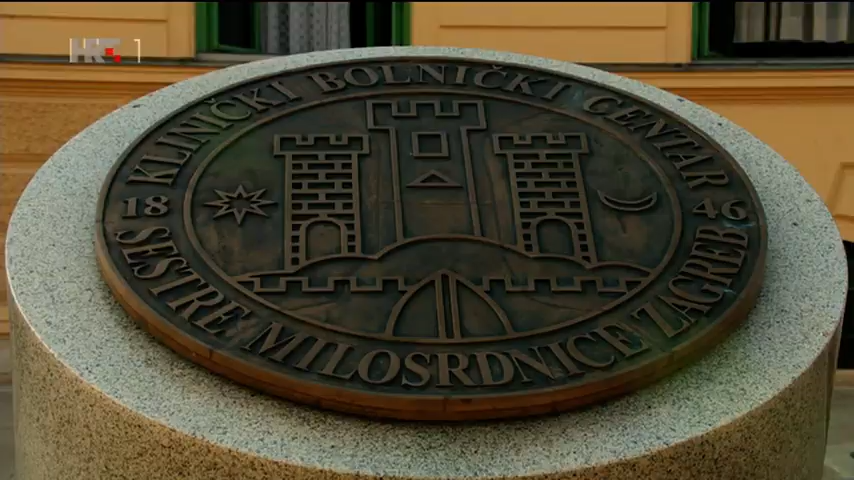 HRT 1
KLINIČKI BOLNIČKI CENTAR
18 46
SESTRE MILOSRDNICE ZAGREB